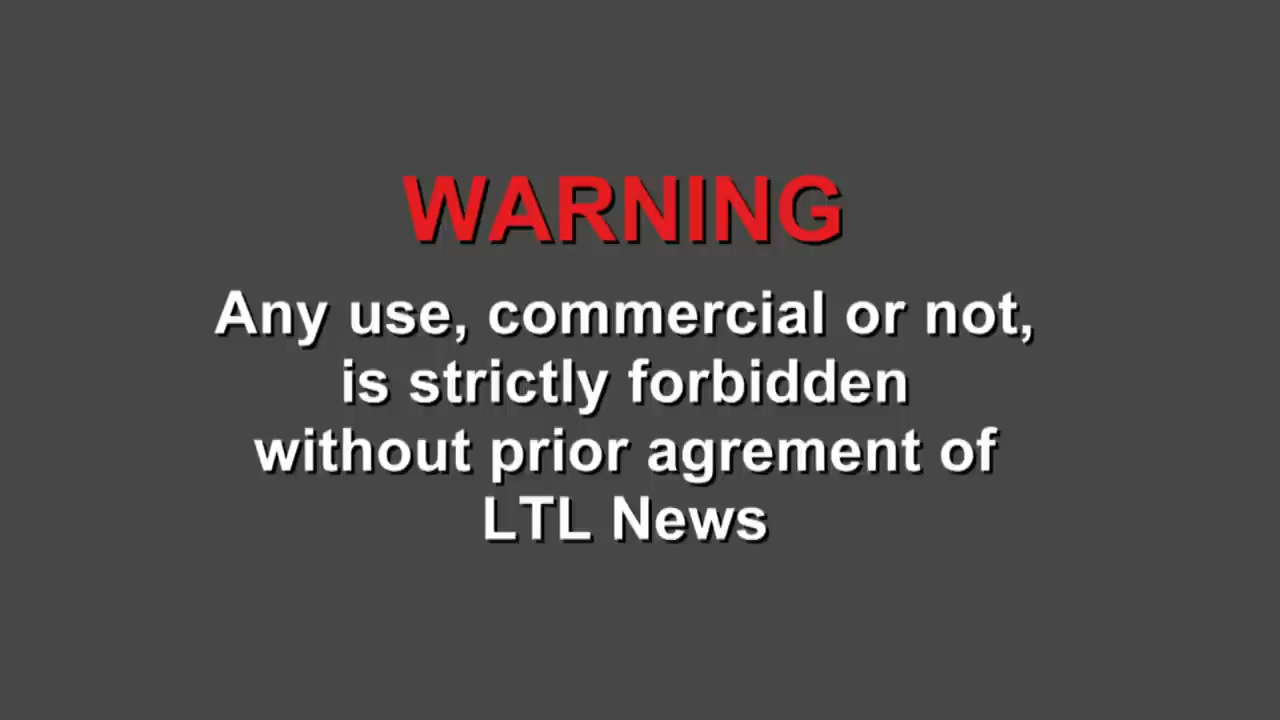 WARNING
Any use, commercial or not,
is strictly forbidden
without prior agrement of
LTL News